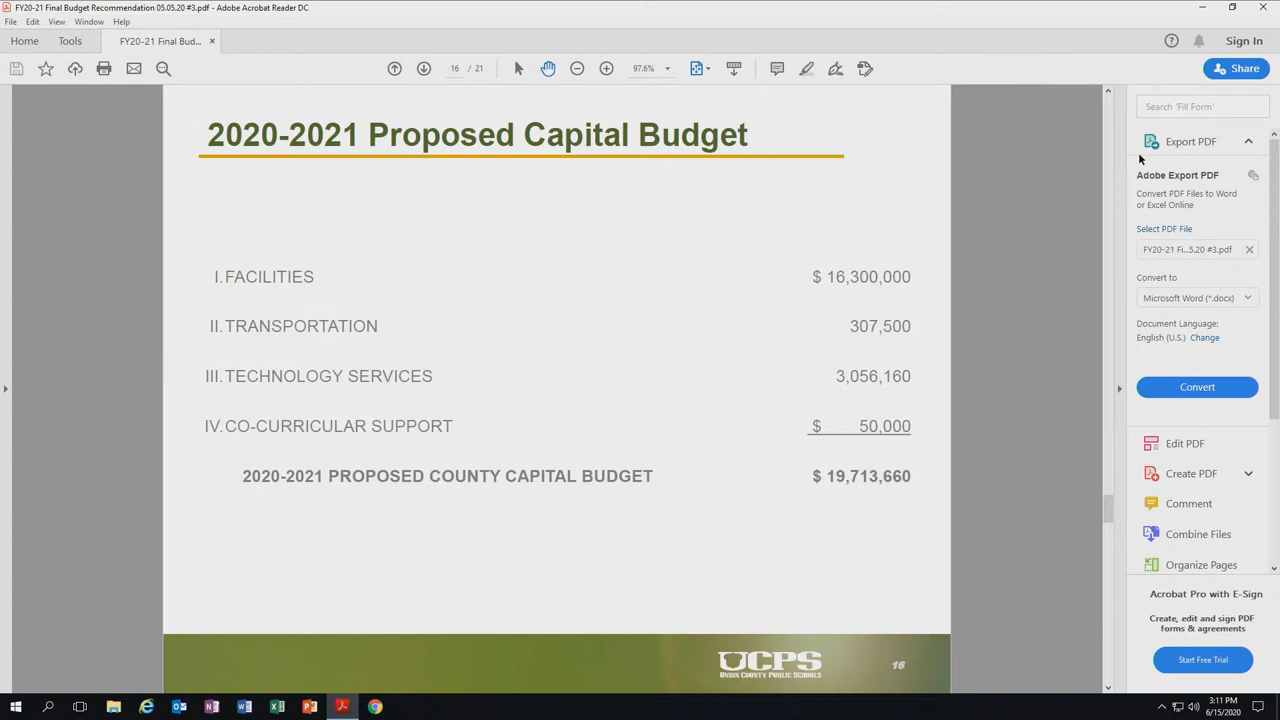 FY20-21 Final Budget Recommendation 05.05.20 #3.pdf - Adobe Acrobat Reader DC
File Edit View Window Help
Home Tools FY20-21 Final Bud... × Sign In
16 / 21 97.6% Share
2020-2021 Proposed Capital Budget
I. FACILITIES $ 16,300,000
II. TRANSPORTATION 307,500
III. TECHNOLOGY SERVICES 3,056,160
IV. CO-CURRICULAR SUPPORT $ 50,000
2020-2021 PROPOSED COUNTY CAPITAL BUDGET $ 19,713,660
UCPS
UNION COUNTY PUBLIC SCHOOLS
16
Search 'Fill Form'
Export PDF
Adobe Export PDF
Convert PDF Files to Word
or Excel Online
Select PDF File
FY20-21 Fi...5.20 #3.pdf
Convert to
Microsoft Word (*.docx)
Document Language:
English (U.S.) Change
Convert
Edit PDF
Create PDF
Comment
Combine Files
Organize Pages
Acrobat Pro with E-Sign
Create, edit and sign PDF
forms & agreements
Start Free Trial
3:11 PM
6/15/2020